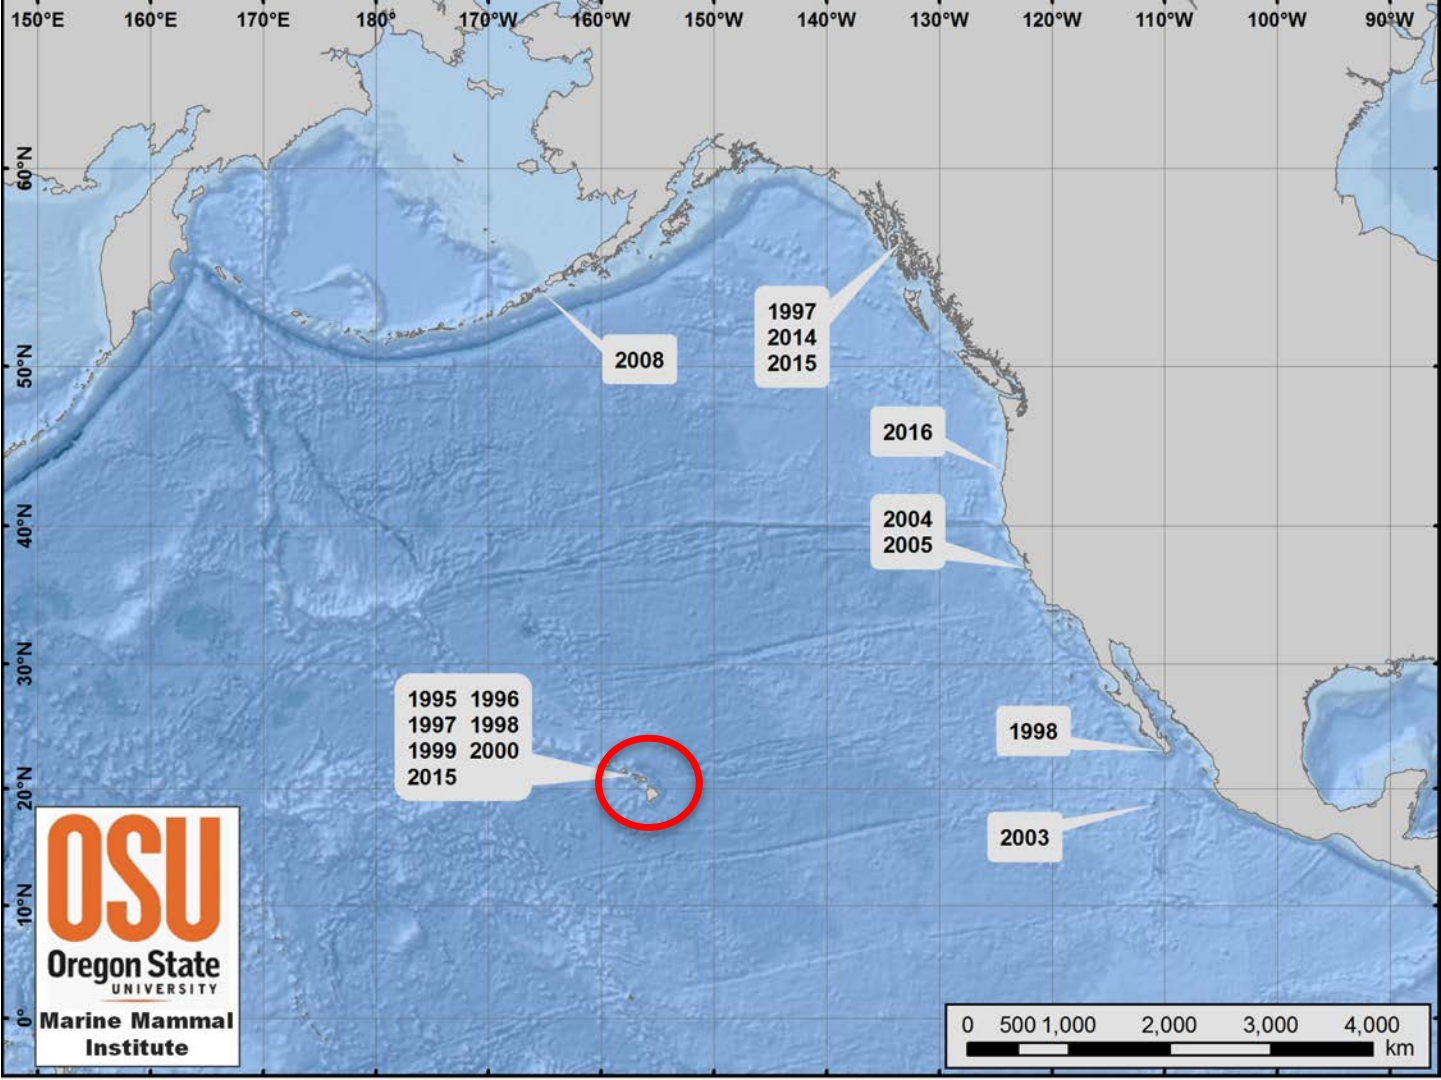 150°E 160°E 170°E 180° 170°W 160°W 150°W 140°W 130°W 120°W 110°W 100°W 90°W
60°N
50°N
40°N
30°N
20°N
10°N
0°
1997
2014
2015
2008
2016
2004
2005
1995 1996
1997 1998
1999 2000
2015
1998
2003
OSU
Oregon State
UNIVERSITY
Marine Mammal
Institute
0 500 1,000 2,000 3,000 4,000
km